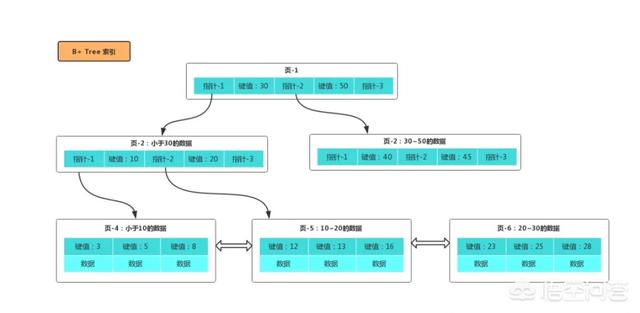 B+ Tree 索引
页-1
指针-1 键值：30 指针-2 键值：50 指针-3
页-2：小于30的数据
指针-1 键值：10 指针-2 键值：20 指针-3
页-2：30~50的数据
指针-1 键值：40 指针-2 键值：45 指针-3
页-4：小于10的数据
键值：3 键值：5 键值：8
数据 数据 数据
页-5：10~20的数据
键值：12 键值：13 键值：16
数据 数据 数据
页-6：20~30的数据
键值：23 键值：25 键值：28
数据 数据 数据
悟空问答